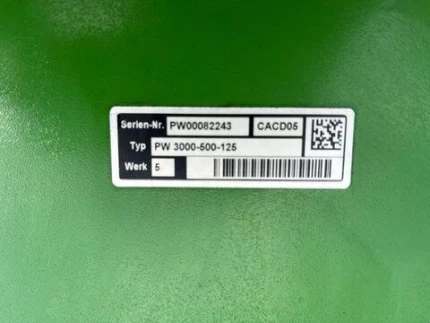 Serien-Nr. PW00082243 CACD05
Typ PW 3000-500-125
Werk 5